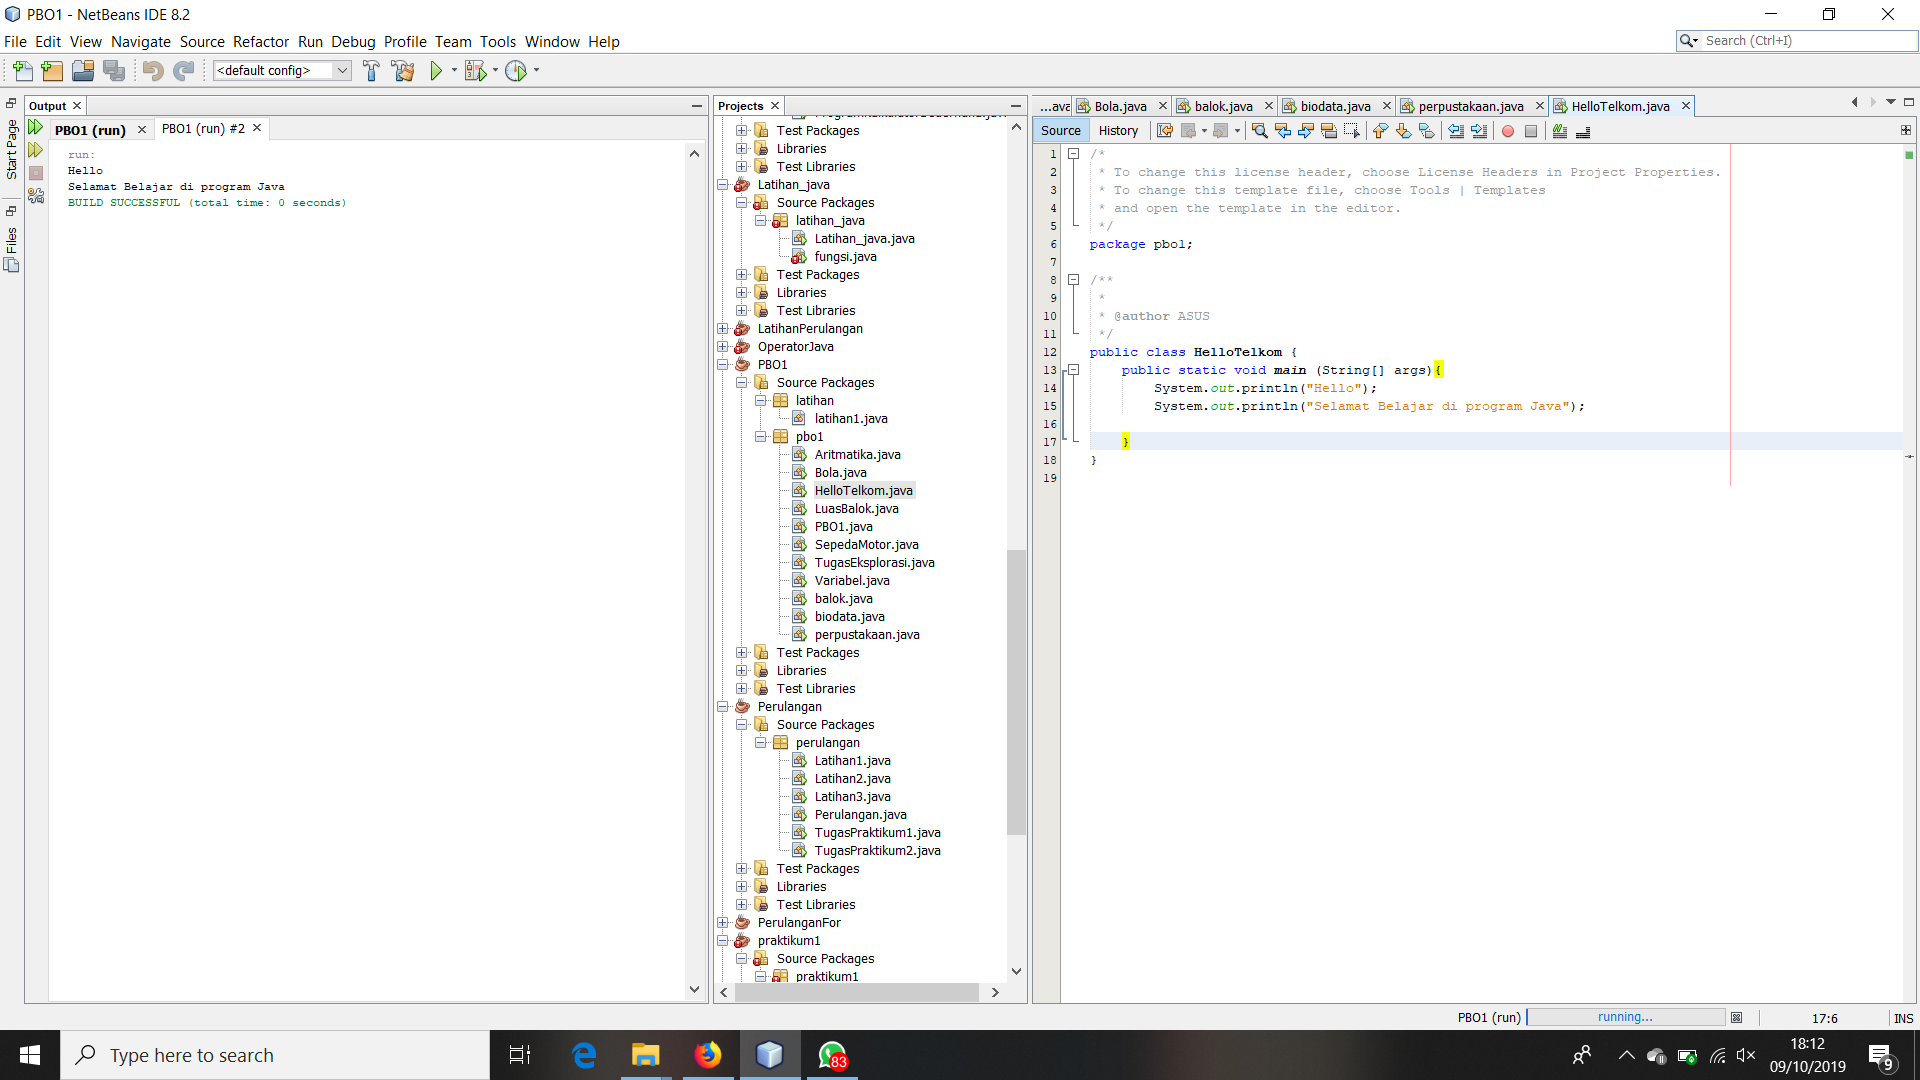 PBO1 - NetBeans IDE 8.2
File Edit View Navigate Source Refactor Run Debug Profile Team Tools Window Help
Search (Ctrl+I)
<default config>
Start Page
Files
Output
PBO1 (run)
PBO1 (run) #2
run:
Hello
Selamat Belajar di program Java
BUILD SUCCESSFUL (total time: 0 seconds)
Projects
Test Packages
Libraries
Test Libraries
Latihan_java
Source Packages
latihan_java
Latihan_java.java
fungsi.java
Test Packages
Libraries
Test Libraries
LatihanPerulangan
OperatorJava
PBO1
Source Packages
latihan
latihan1.java
pbo1
Aritmatika.java
Bola.java
HelloTelkom.java
LuasBalok.java
PBO1.java
SepedaMotor.java
TugasEksplorasi.java
Variabel.java
balok.java
biodata.java
perpustakaan.java
Test Packages
Libraries
Test Libraries
Perulangan
Source Packages
perulangan
Latihan1.java
Latihan2.java
Latihan3.java
Perulangan.java
TugasPraktikum1.java
TugasPraktikum2.java
Test Packages
Libraries
Test Libraries
PerulanganFor
praktikum1
Source Packages
praktikum1
...ava Bola.java balok.java biodata.java perpustakaan.java HelloTelkom.java
Source History
1 /*
2 * To change this license header, choose License Headers in Project Properties.
3 * To change this template file, choose Tools | Templates
4 * and open the template in the editor.
5 */
6 package pbo1;
7
8 /**
9 *
10 * @author ASUS
11 */
12 public class HelloTelkom {
13 public static void main (String[] args){
14 System.out.println("Hello");
15 System.out.println("Selamat Belajar di program Java");
16
17 }
18 }
19
PBO1 (run) running... 17:6 INS
Type here to search
83
18:12
09/10/2019
9